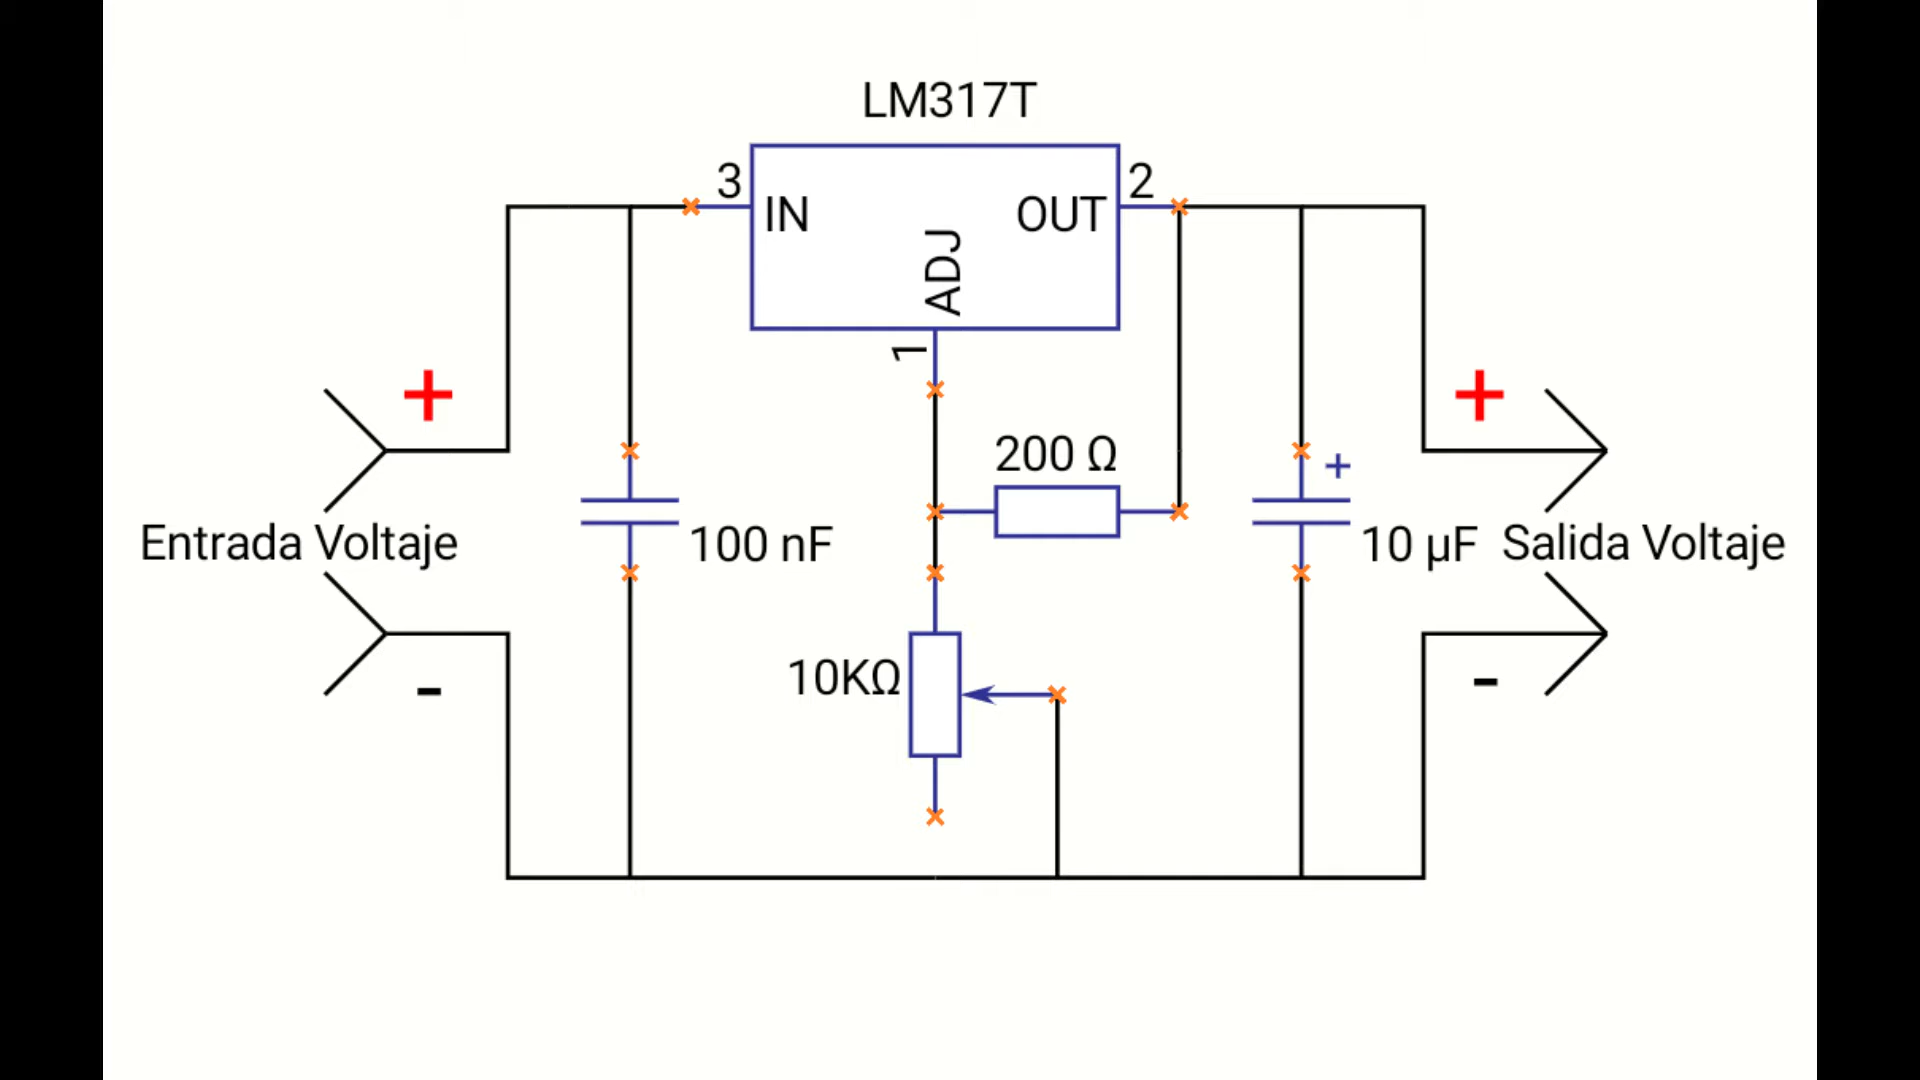 LM317T
3
2
IN
OUT
ADJ
1
+
+
200 Ω
+
Entrada Voltaje
100 nF
10 µF
Salida Voltaje
10KΩ
-
-